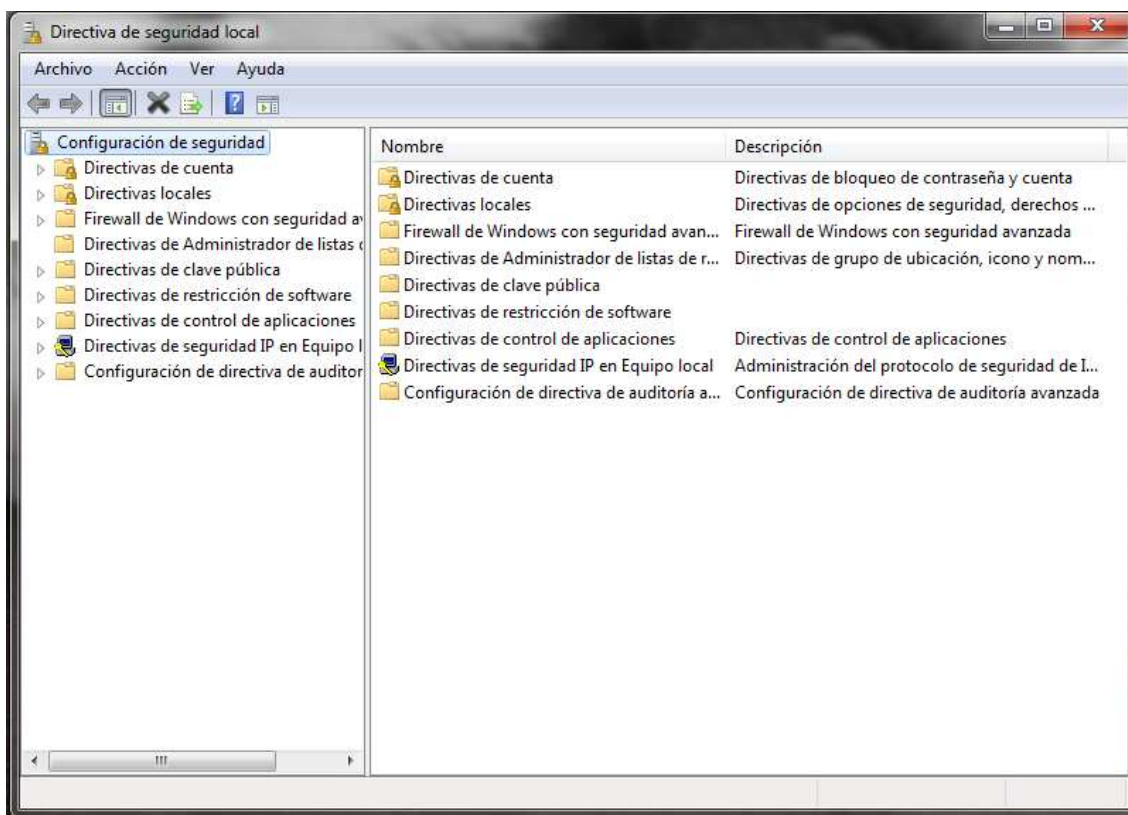 Directiva de seguridad local
Archivo Acción Ver Ayuda
Configuración de seguridad
Directivas de cuenta
Directivas locales
Firewall de Windows con seguridad a
Directivas de Administrador de listas
Directivas de clave pública
Directivas de restricción de software
Directivas de control de aplicaciones
Directivas de seguridad IP en Equipo l
Configuración de directiva de auditor
Nombre Descripción
Directivas de cuenta Directivas de bloqueo de contraseña y cuenta
Directivas locales Directivas de opciones de seguridad, derechos ...
Firewall de Windows con seguridad avan... Firewall de Windows con seguridad avanzada
Directivas de Administrador de listas de r... Directivas de grupo de ubicación, icono y nom...
Directivas de clave pública
Directivas de restricción de software
Directivas de control de aplicaciones Directivas de control de aplicaciones
Directivas de seguridad IP en Equipo local Administración del protocolo de seguridad de I...
Configuración de directiva de auditoría a... Configuración de directiva de auditoría avanzada